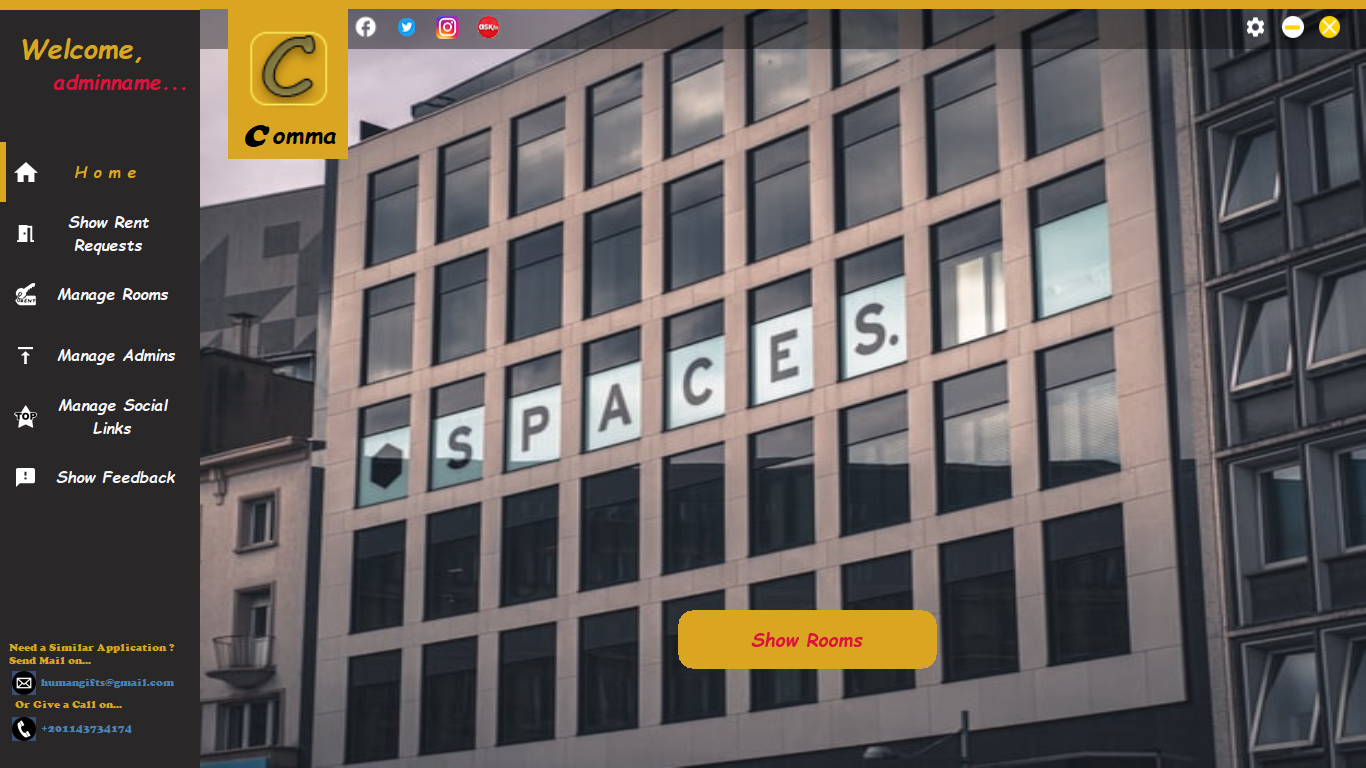 Welcome,
adminname...
Home
Show Rent
Requests
Manage Rooms
Manage Admins
TOP
Manage Social
Links
Show Feedback
Need a Similar Application ?
Send Mail on...
humangifts@gmail.com
Or Give a Call on...
+201143734174
C
Comma
SPACES.
Show Rooms